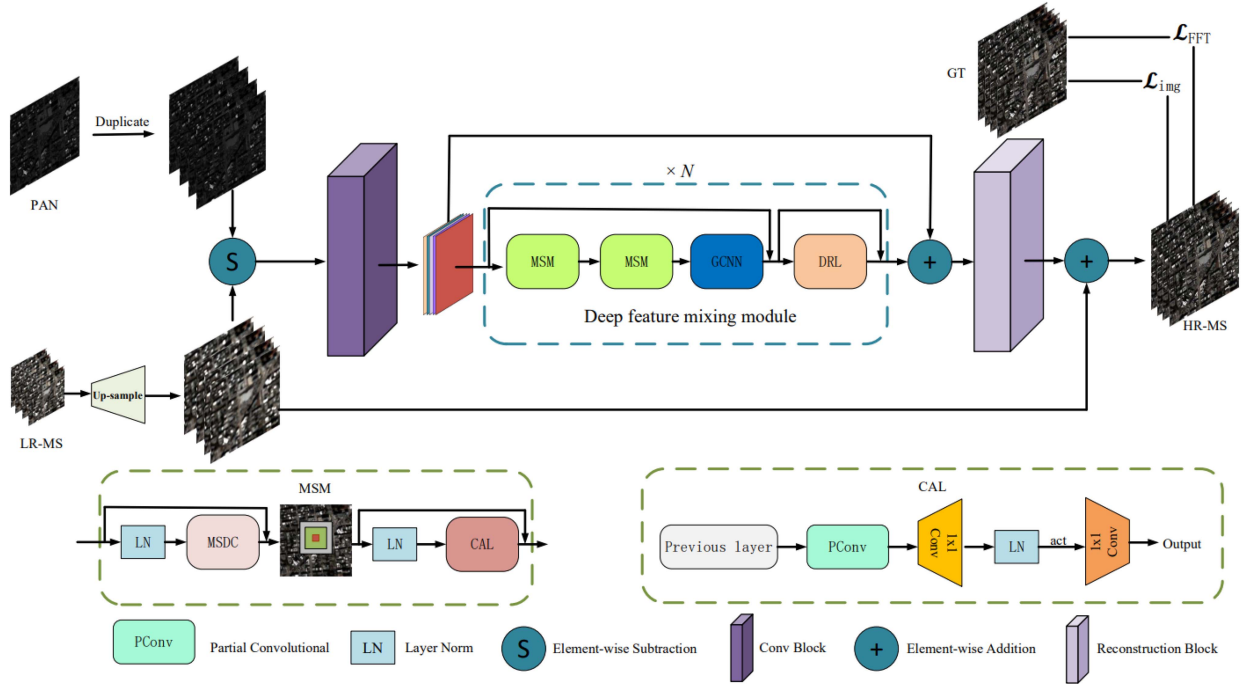 PAN
Duplicate
S
LR-MS
Up-sample
× N
MSM
MSM
GCNN
DRL
Deep feature mixing module
+
+
GT
ℒFFT
ℒimg
HR-MS
MSM
LN
MSDC
LN
CAL
CAL
Previous layer
PConv
1x1
Conv
LN
act
1x1
Conv
Output
PConv
Partial Convolutional
LN
Layer Norm
S
Element-wise Subtraction
Conv Block
+
Element-wise Addition
Reconstruction Block